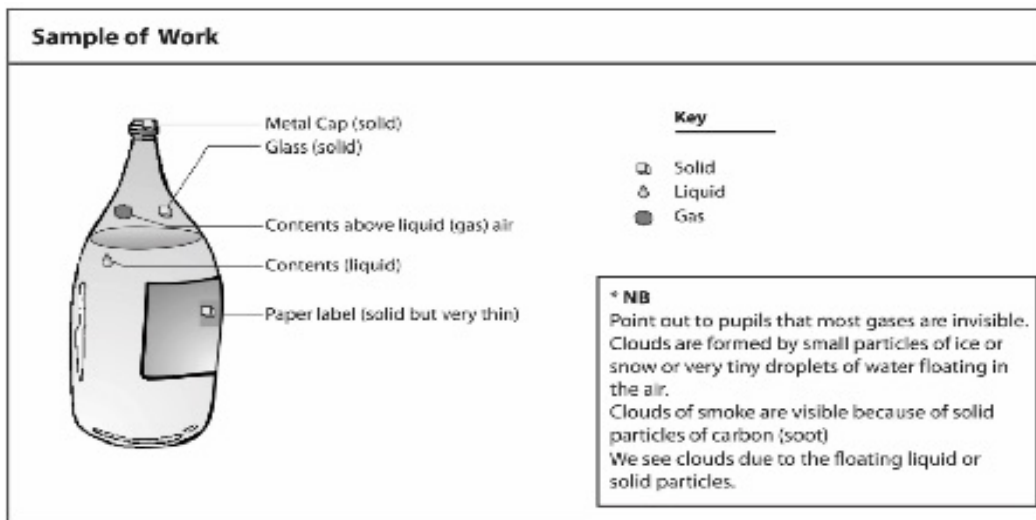 Sample of Work
Metal Cap (solid)
Glass (solid)
Contents above liquid (gas) air
Contents (liquid)
Paper label (solid but very thin)
Key
Solid
Liquid
Gas
* NB
Point out to pupils that most gases are invisible.
Clouds are formed by small particles of ice or
snow or very tiny droplets of water floating in
the air.
Clouds of smoke are visible because of solid
particles of carbon (soot)
We see clouds due to the floating liquid or
solid particles.